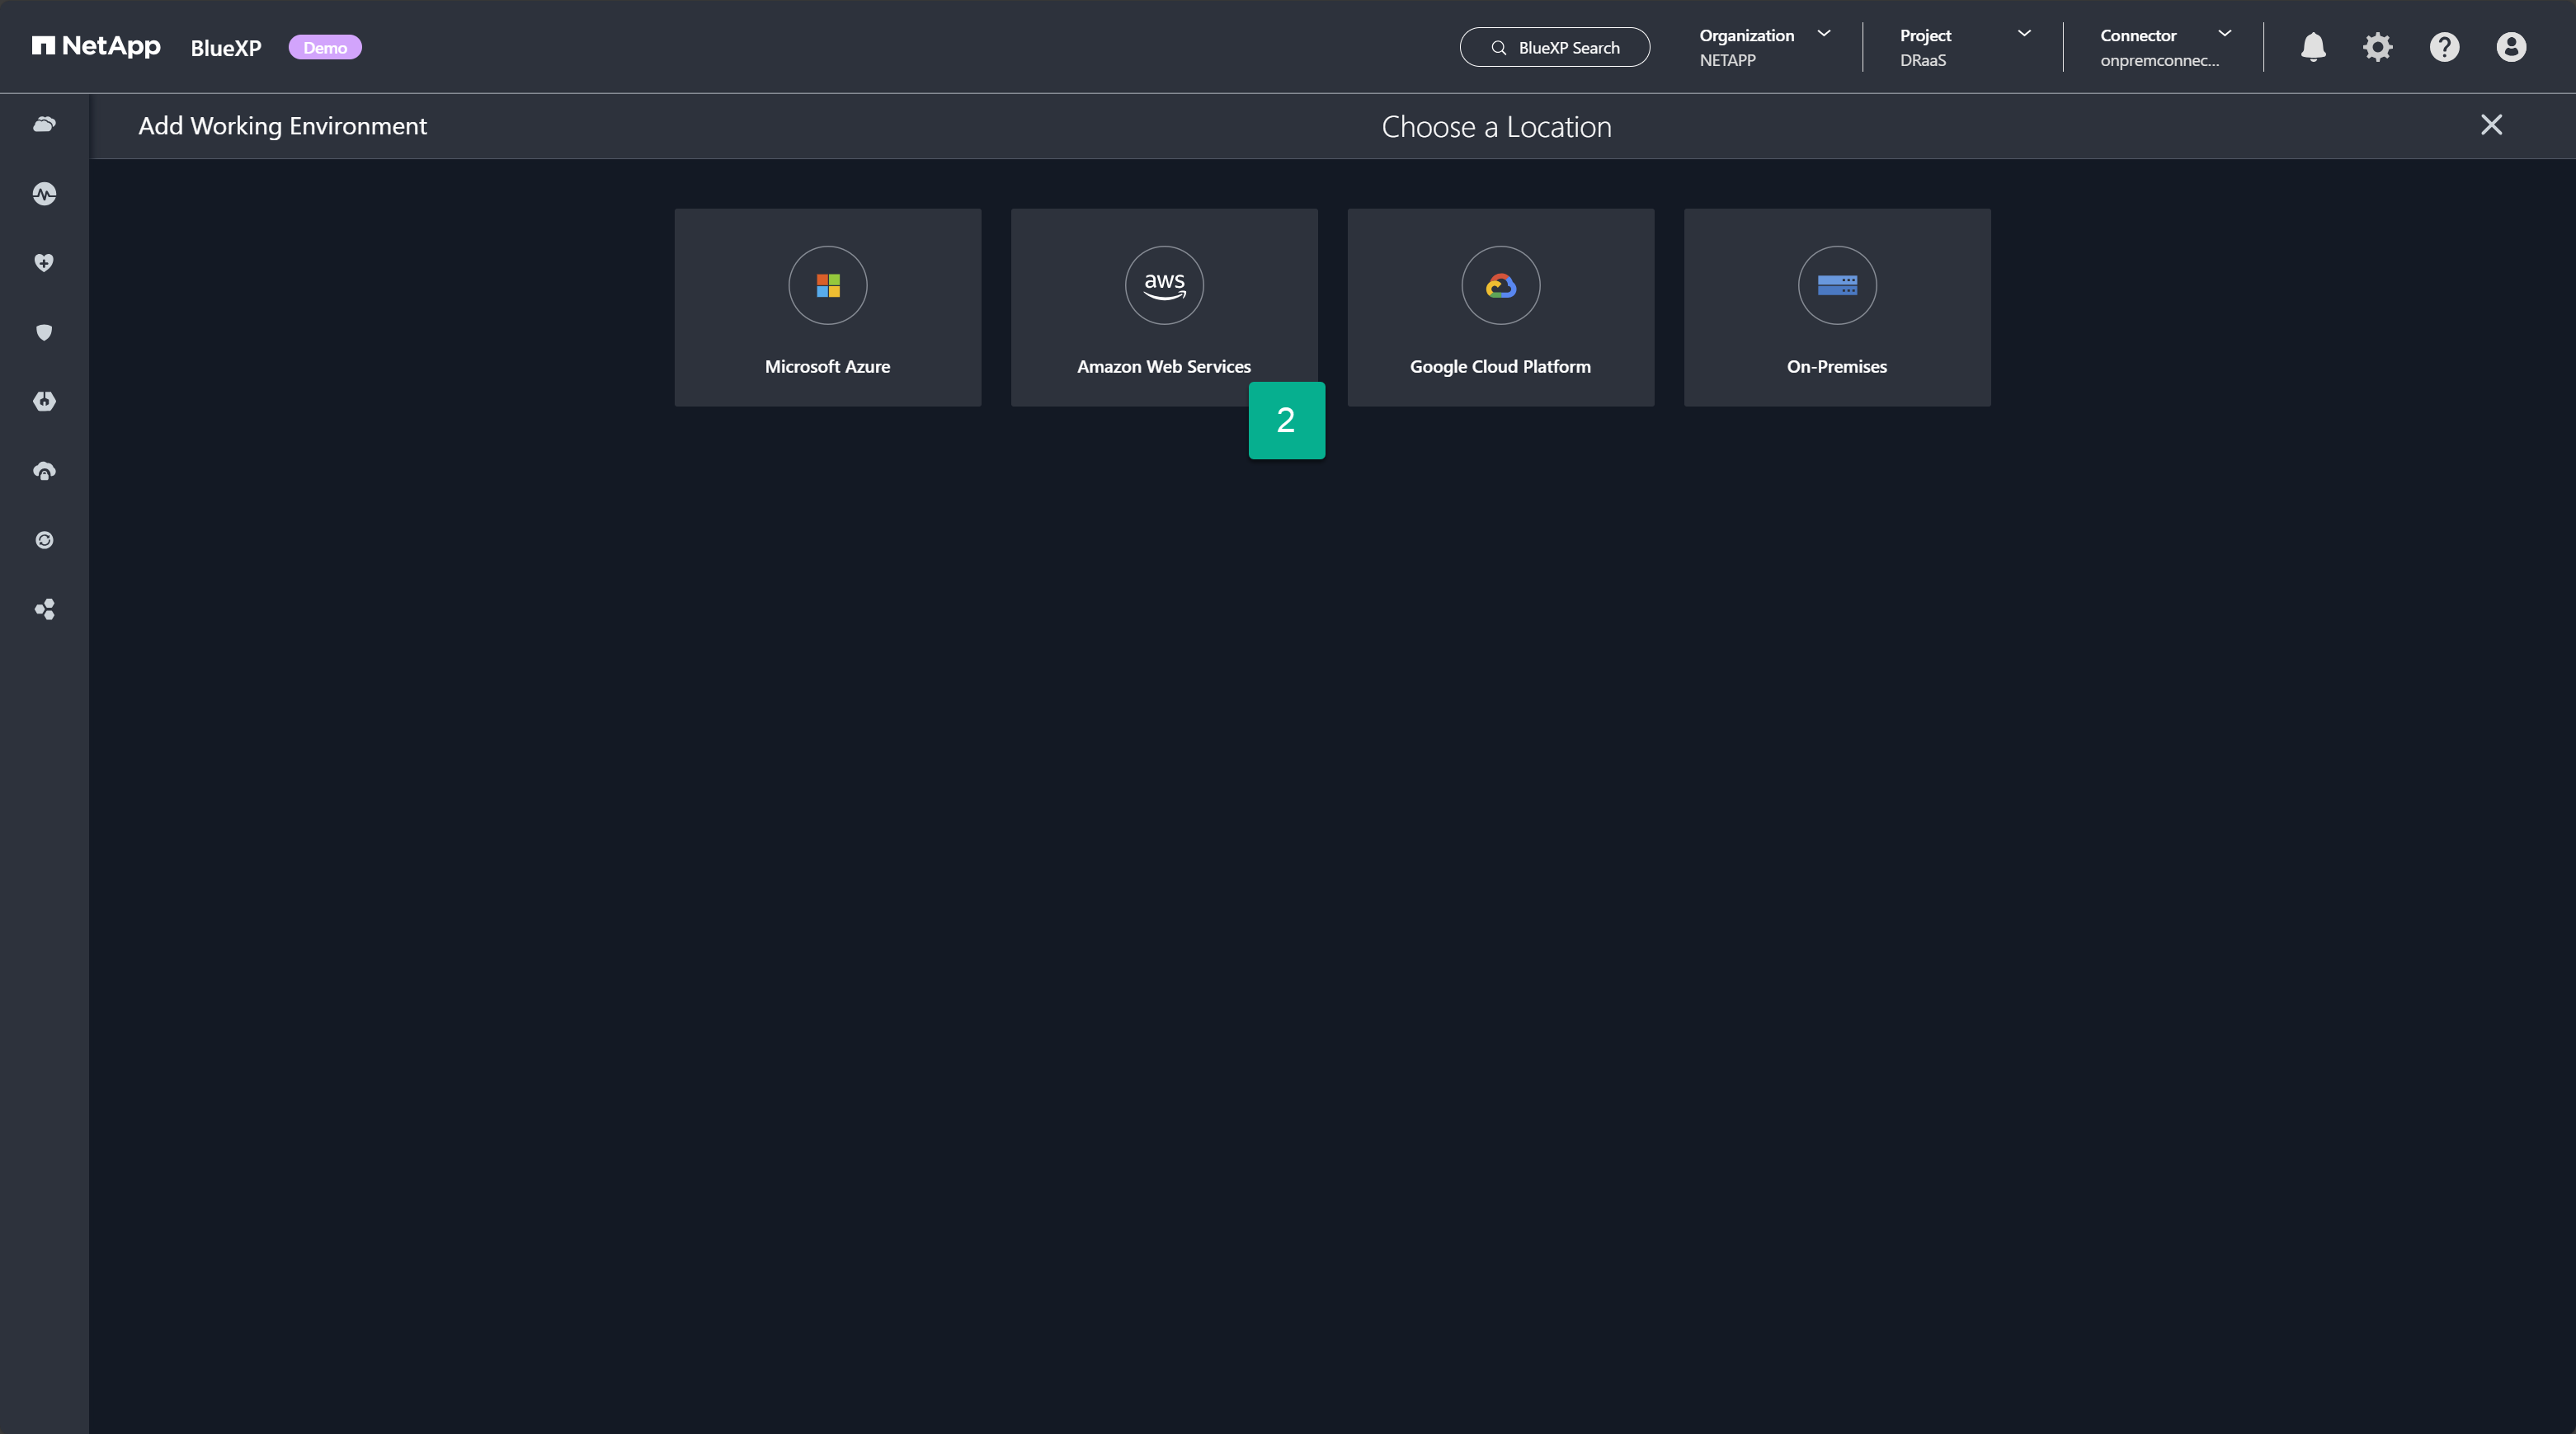 NetApp BlueXP Demo
BlueXP Search
Organization
NETAPP
Project
DRaaS
Connector
onpremconnec...
Add Working Environment
Choose a Location
aws
Microsoft Azure
Amazon Web Services
Google Cloud Platform
On-Premises
2